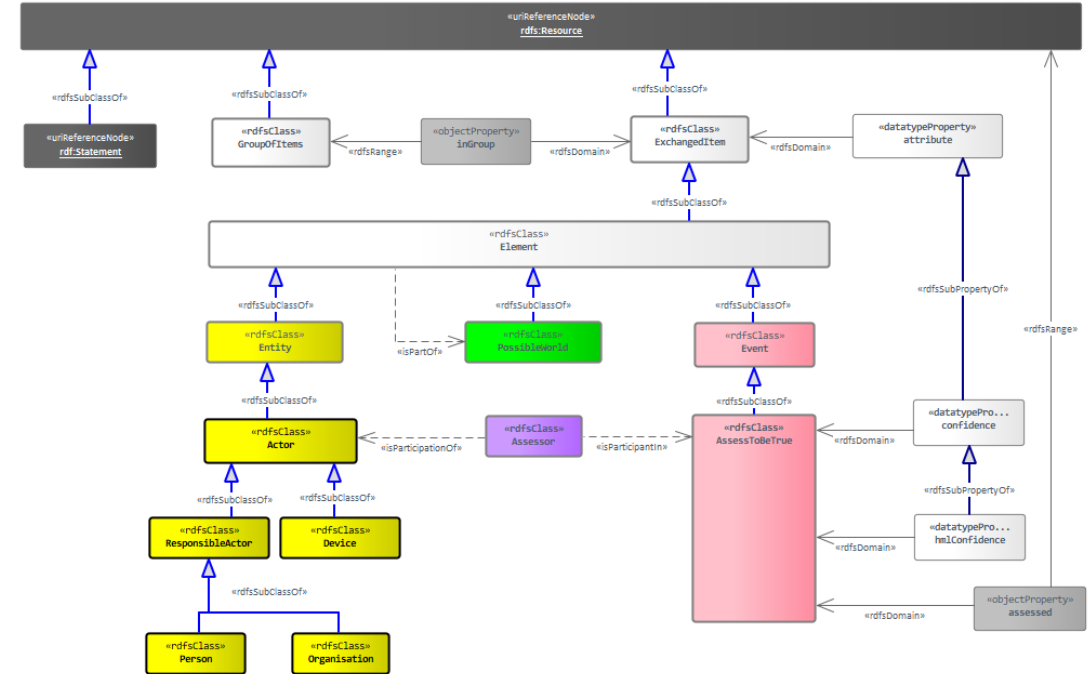 «uriReferenceNode»
rdfs:Resource
«rdfsSubClassOf»
«rdfsSubClassOf»
«rdfsSubClassOf»
«uriReferenceNode»
rdf:Statement
«rdfsClass»
GroupOfItems
«rdfsRange»
«objectProperty»
inGroup
«rdfsDomain»
«rdfsClass»
ExchangedItem
«rdfsDomain»
«datatypeProperty»
attribute
«rdfsSubClassOf»
«rdfsClass»
Element
«rdfsSubPropertyOf»
«rdfsSubClassOf»
«rdfsSubClassOf»
«rdfsSubClassOf»
«rdfsRange»
«rdfsClass»
Entity
«isPartOf»
«rdfsClass»
PossibleWorld
«rdfsClass»
Event
«rdfsSubClassOf»
«rdfsSubClassOf»
«rdfsClass»
Actor
«isParticipationOf»
«rdfsClass»
Assessor
«isParticipantIn»
«rdfsClass»
AssessToBeTrue
«rdfsDomain»
«datatypePro...
confidence
«rdfsSubClassOf»
«rdfsSubClassOf»
«rdfsSubPropertyOf»
«rdfsClass»
ResponsibleActor
«rdfsClass»
Device
«rdfsDomain»
«datatypePro...
hmlConfidence
«rdfsSubClassOf»
«rdfsDomain»
«objectProperty»
assessed
«rdfsClass»
Person
«rdfsClass»
Organisation